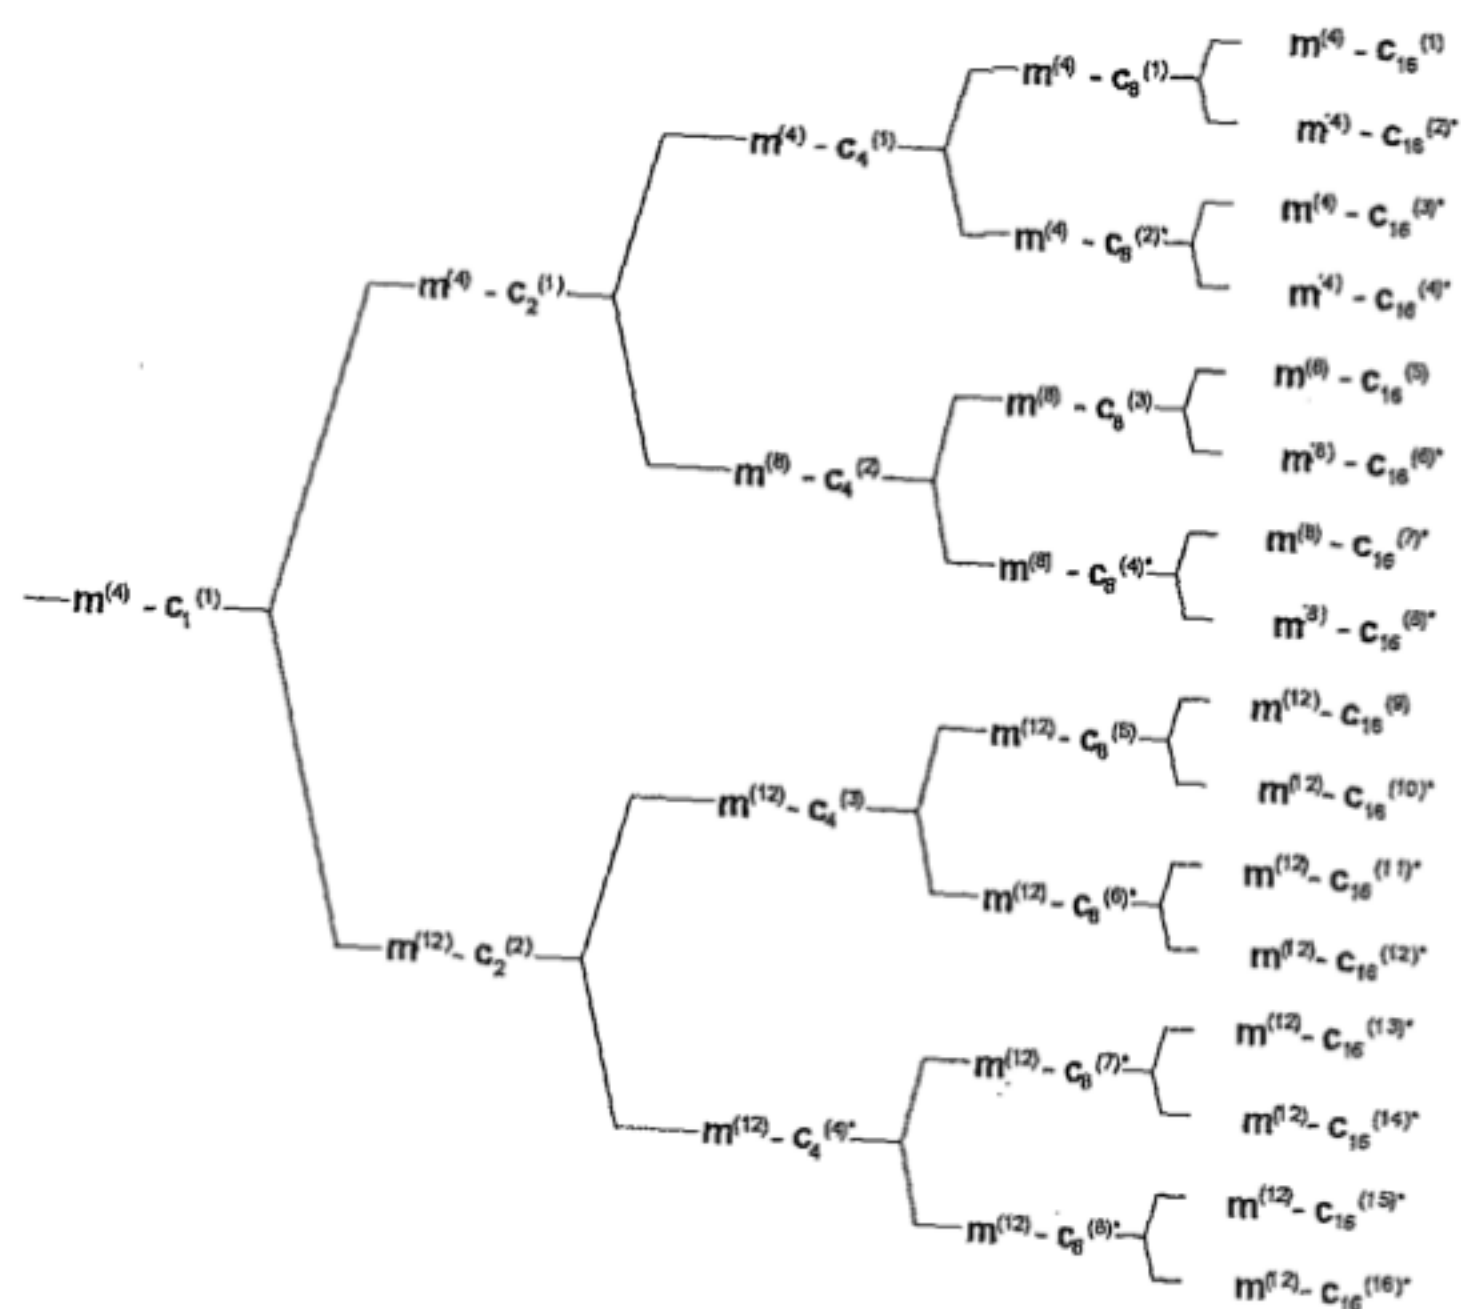 m(4) - c16(1)
m(4) - c8(1)
m(4) - c16(2)*
m(4) - c4(1)
m(4) - c16(3)*
m(4) - c8(2)*
m(4) - c2(1)
m(4) - c16(4)*
m(8) - c16(5)
m(8) - c8(3)
m(8) - c4(2)
m(8) - c16(6)*
m(8) - c16(7)*
m(8) - c8(4)*
m(4) - c1(1)
m(8) - c16(8)*
m(12) - c16(9)
m(12) - c8(5)
m(12) - c4(3)
m(12) - c16(10)*
m(12) - c16(11)*
m(12) - c8(6)*
m(12) - c2(2)
m(12) - c16(12)*
m(12) - c16(13)*
m(12) - c8(7)*
m(12) - c4(4)*
m(12) - c16(14)*
m(12) - c16(15)*
m(12) - c8(8)*
m(12) - c16(16)*